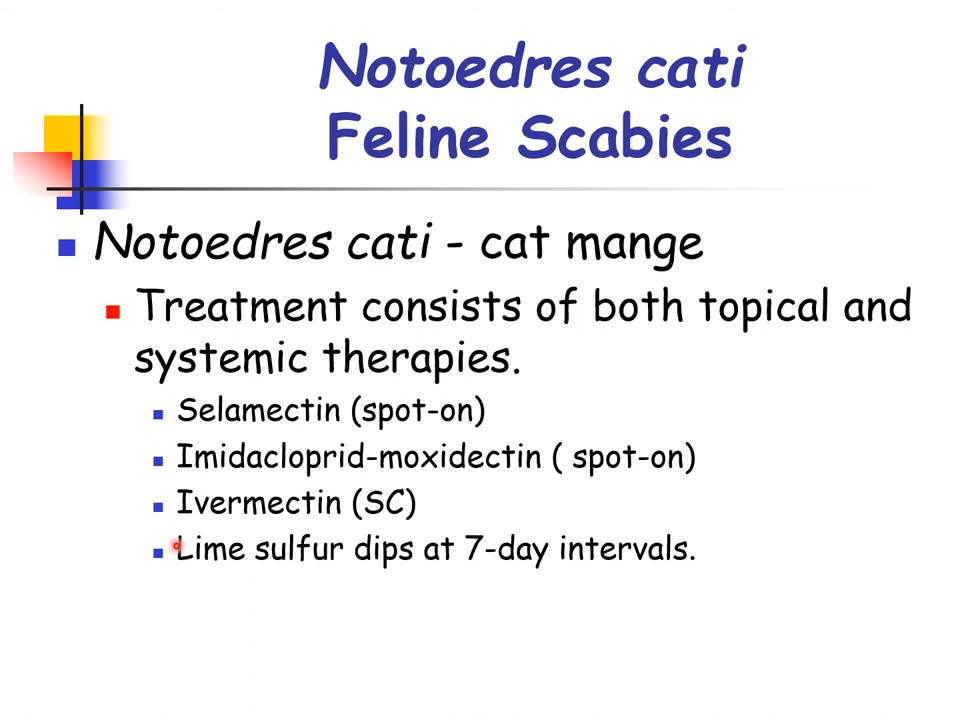 Notoedres cati
Feline Scabies
Notoedres cati - cat mange
Treatment consists of both topical and
systemic therapies.
Selamectin (spot-on)
Imidacloprid-moxidectin ( spot-on)
Ivermectin (SC)
Lime sulfur dips at 7-day intervals.